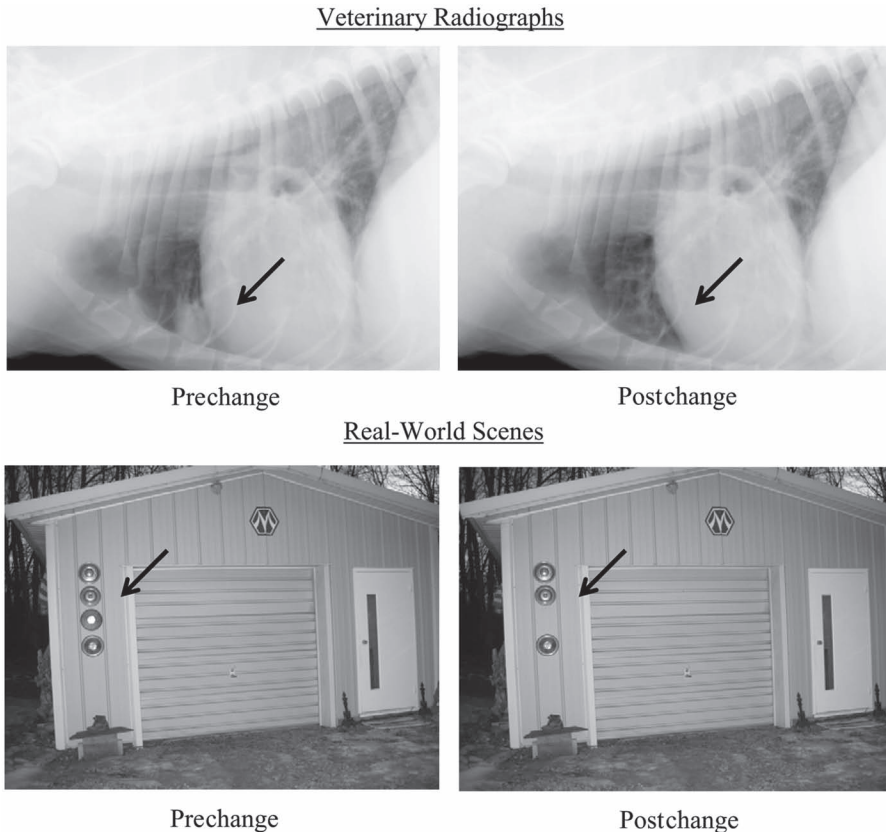 Veterinary Radiographs
Prechange
Postchange
Real-World Scenes
M
M
Prechange
Postchange